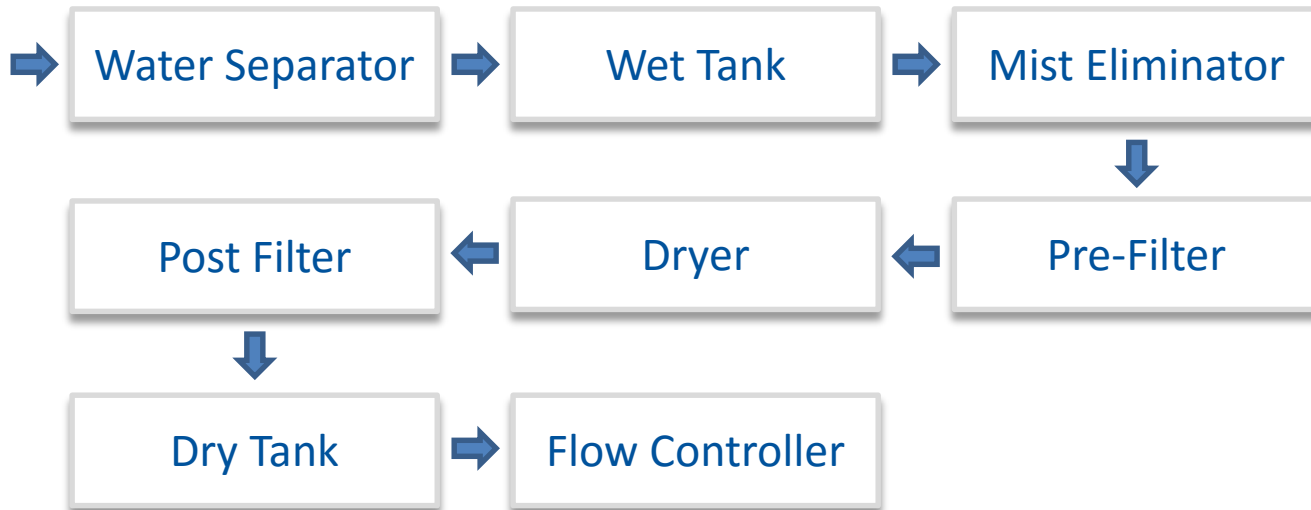 Water Separator
Wet Tank
Mist Eliminator
Pre-Filter
Dryer
Post Filter
Dry Tank
Flow Controller